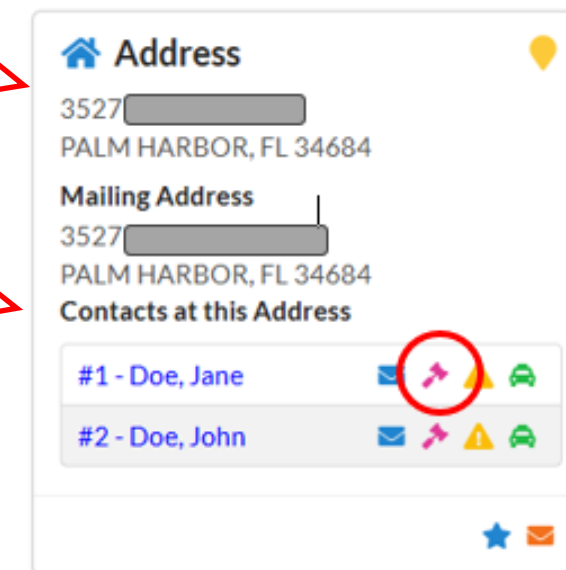 Address
3527
PALM HARBOR, FL 34684
Mailing Address
3527
PALM HARBOR, FL 34684
Contacts at this Address
#1 - Doe, Jane
#2 - Doe, John